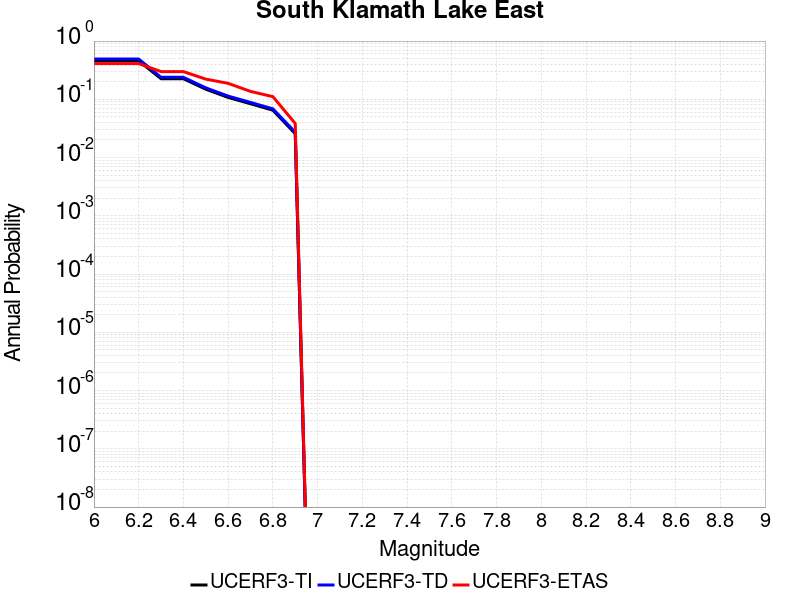 South Klamath Lake East
Annual Probability
10^0
10^-1
10^-2
10^-3
10^-4
10^-5
10^-6
10^-7
10^-8
6 6.2 6.4 6.6 6.8 7 7.2 7.4 7.6 7.8 8 8.2 8.4 8.6 8.8 9
Magnitude
UCERF3-TI UCERF3-TD UCERF3-ETAS